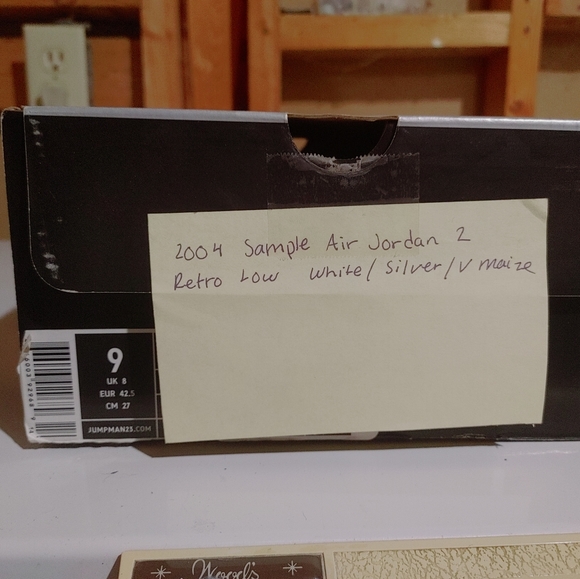 2004 Sample Air Jordan 2
Retro Low White/Silver/V Maize
9
UK 8
EUR 42.5
CM 27
JUMPMAN23.COM